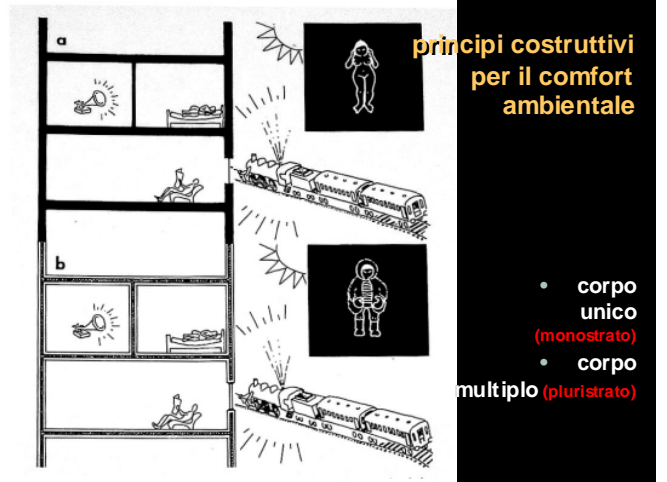 a
principi costruttivi
per il comfort
ambientale
b
• corpo
unico
(monostrato)
• corpo
multiplo (pluristrato)